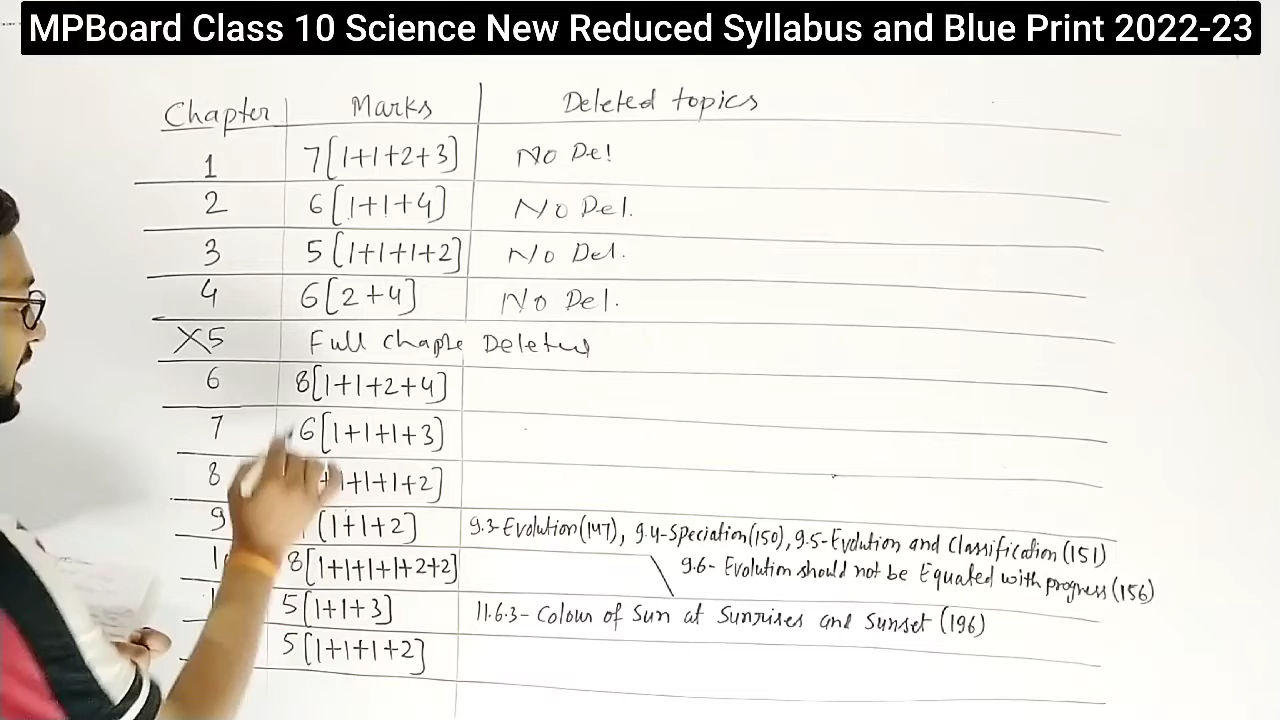 MPBoard Class 10 Science New Reduced Syllabus and Blue Print 2022-23
Chapter Marks Deleted topics
1 7[1+1+2+3] No Del
2 6[1+1+4] No Del.
3 5[1+1+1+2] No Del.
4 6[2+4] No Del.
X5 Full chapte Deleted
6 8[1+1+2+4]
7 6[1+1+1+3]
8 +1+1+2]
9 [1+1+2] 9.3-Evolution(147), 9.4-Speciation(150), 9.5-Evolution and Classification(151)
9.6- Evolution should not be Equated with progress(156)
8[1+1+1+1+2+2]
5[1+1+3] 11.6.3- Colour of Sun at Sunrises and Sunset (196)
5[1+1+1+2]